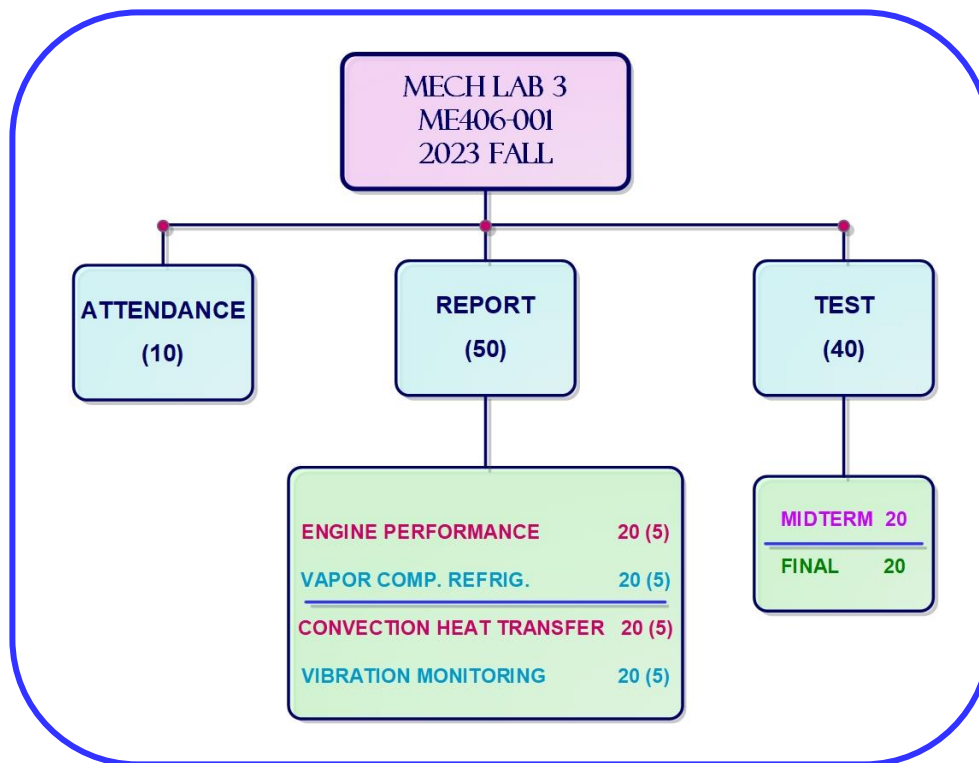 MECH LAB 3
ME406-001
2023 FALL
ATTENDANCE
(10)
REPORT
(50)
TEST
(40)
ENGINE PERFORMANCE 20 (5)
VAPOR COMP. REFRIG. 20 (5)
CONVECTION HEAT TRANSFER 20 (5)
VIBRATION MONITORING 20 (5)
MIDTERM 20
FINAL 20